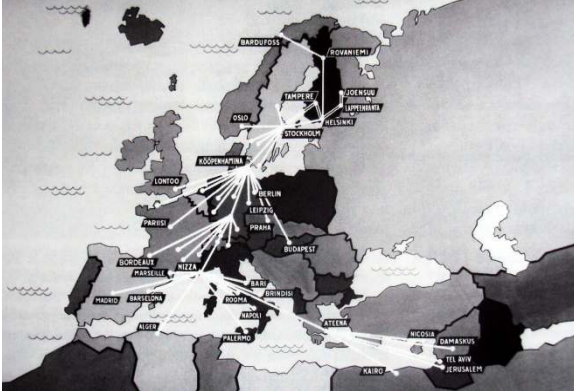 BARDUFOSS
ROVANIEMI
TAMPERE
JOENSUU
LAPPEENRANTA
OSLO
STOCKHOLM
HELSINKI
KÖÖPENHAMINA
LONTOO
BERLIN
LEIPZIG
PARIISI
PRAHA
BUDAPEST
BORDEAUX
MARSEILLE
NIZZA
BARI
MADRID
BARSELONA
ROOMA
BRINDISI
NAPOLI
ALGER
PALERMO
ATEENA
NICOSIA
DAMASKUS
TEL AVIV
KAIRO
JERUSALEM